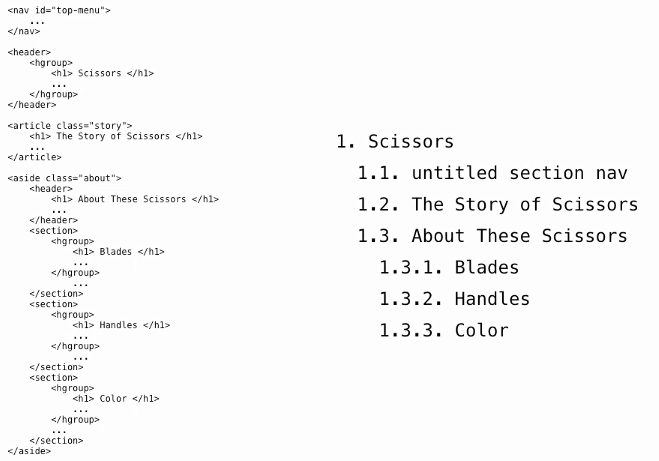 <nav id="top-menu">
...
</nav>
<header>
<hgroup>
<h1> Scissors </h1>
...
</hgroup>
</header>
<article class="story">
<h1> The Story of Scissors </h1>
...
</article>
<aside class="about">
<header>
<h1> About These Scissors </h1>
...
</header>
<section>
<hgroup>
<h1> Blades </h1>
...
</hgroup>
...
</section>
<section>
<hgroup>
<h1> Handles </h1>
...
</hgroup>
...
</section>
<section>
<hgroup>
<h1> Color </h1>
...
</hgroup>
...
</section>
</aside>
1. Scissors
1.1. untitled section nav
1.2. The Story of Scissors
1.3. About These Scissors
1.3.1. Blades
1.3.2. Handles
1.3.3. Color